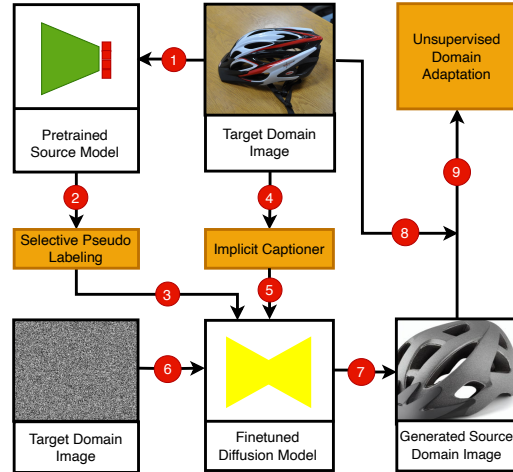 1
Unsupervised
Domain
Adaptation
Pretrained
Source Model
Target Domain
Image
2
4
9
8
Selective Pseudo
Labeling
Implicit Captioner
3
5
6
7
Target Domain
Image
Finetuned
Diffusion Model
Generated Source
Domain Image